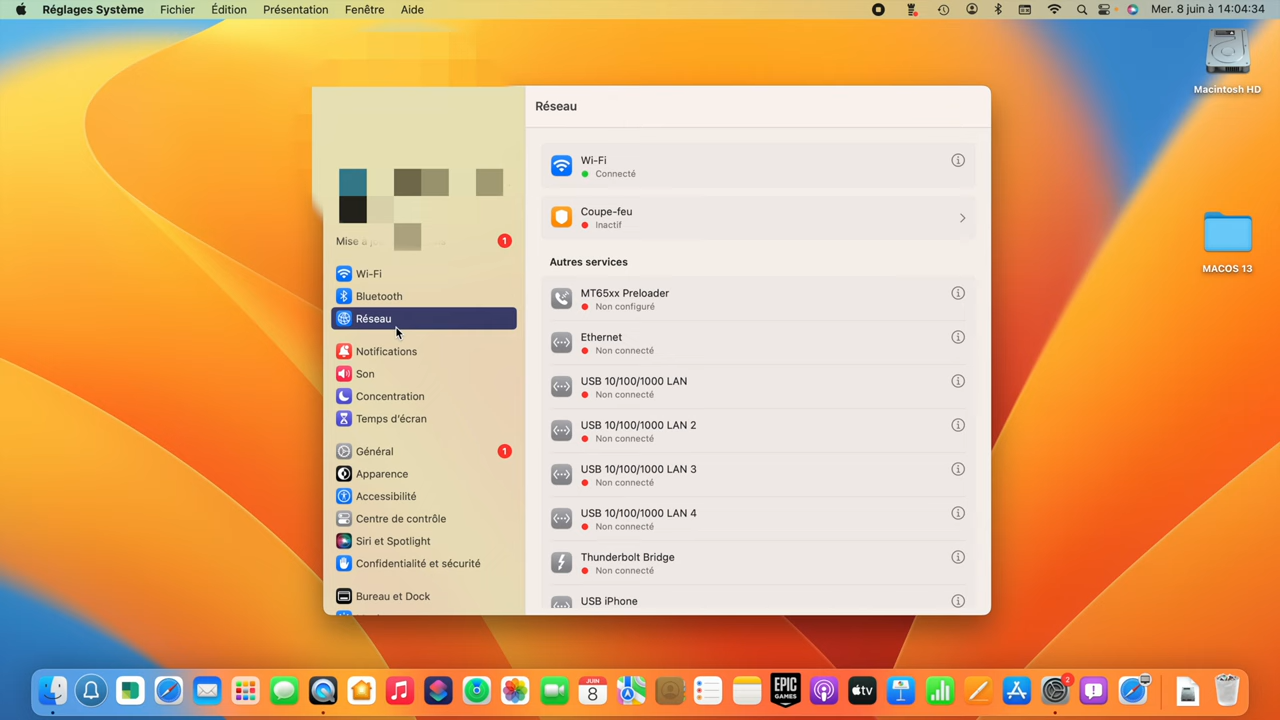 Réglages Système Fichier Édition Présentation Fenêtre Aide Mer. 8 juin à 14:04:34
Macintosh HD
MACOS 13
Mise à j
1
Wi-Fi
Bluetooth
Réseau
Notifications
Son
Concentration
Temps d'écran
Général 1
Apparence
Accessibilité
Centre de contrôle
Siri et Spotlight
Confidentialité et sécurité
Bureau et Dock
Réseau
Wi-Fi
Connecté
Coupe-feu
Inactif
Autres services
MT65xx Preloader
Non configuré
Ethernet
Non connecté
USB 10/100/1000 LAN
Non connecté
USB 10/100/1000 LAN 2
Non connecté
USB 10/100/1000 LAN 3
Non connecté
USB 10/100/1000 LAN 4
Non connecté
Thunderbolt Bridge
Non connecté
USB iPhone
JUIN
8
EPIC
GAMES
tv
2